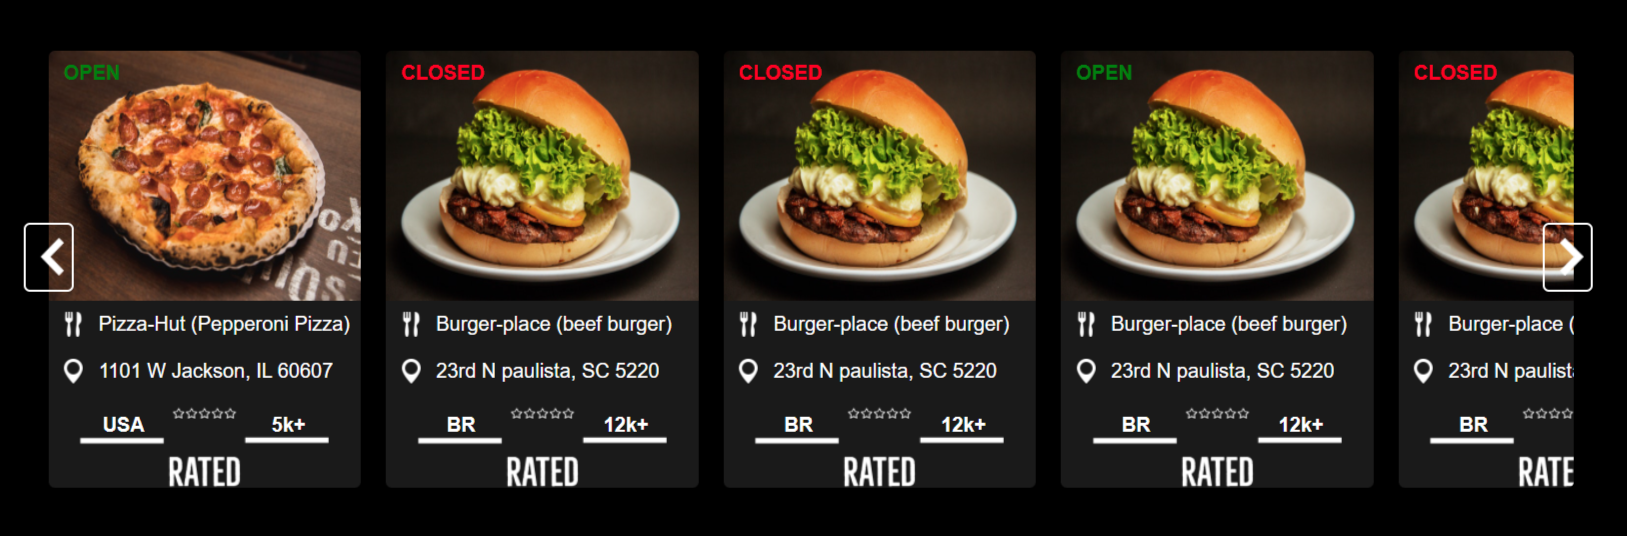 OPEN
Pizza-Hut (Pepperoni Pizza)
1101 W Jackson, IL 60607
USA
5k+
RATED
CLOSED
Burger-place (beef burger)
23rd N paulista, SC 5220
BR
12k+
RATED
CLOSED
Burger-place (beef burger)
23rd N paulista, SC 5220
BR
12k+
RATED
OPEN
Burger-place (beef burger)
23rd N paulista, SC 5220
BR
12k+
RATED
CLOSED
Burger-place (
23rd N
BR